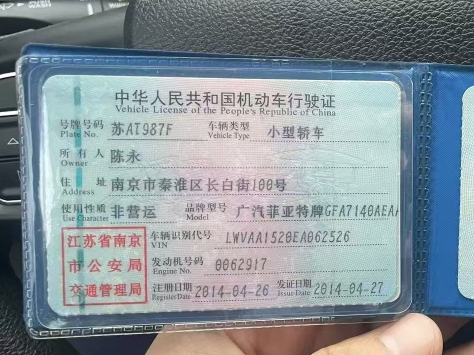 中华人民共和国机动车行驶证
Vehicle License of the People's Republic of China
号牌号码 苏AT987F 车辆类型 小型轿车
Plate No. Vehicle Type
所有人 陈永
Owner
住址 南京市秦淮区长白街100号
Address
使用性质 非营运 品牌型号 广汽菲亚特牌GFA7140AEAA
Use Character Model
江苏省南京市公安局交通管理局
车辆识别代号 LWVAA1520EA062526
VIN
发动机号码 0062917
Engine No.
注册日期 2014-04-26 发证日期 2014-04-27
Register Date Issue Date